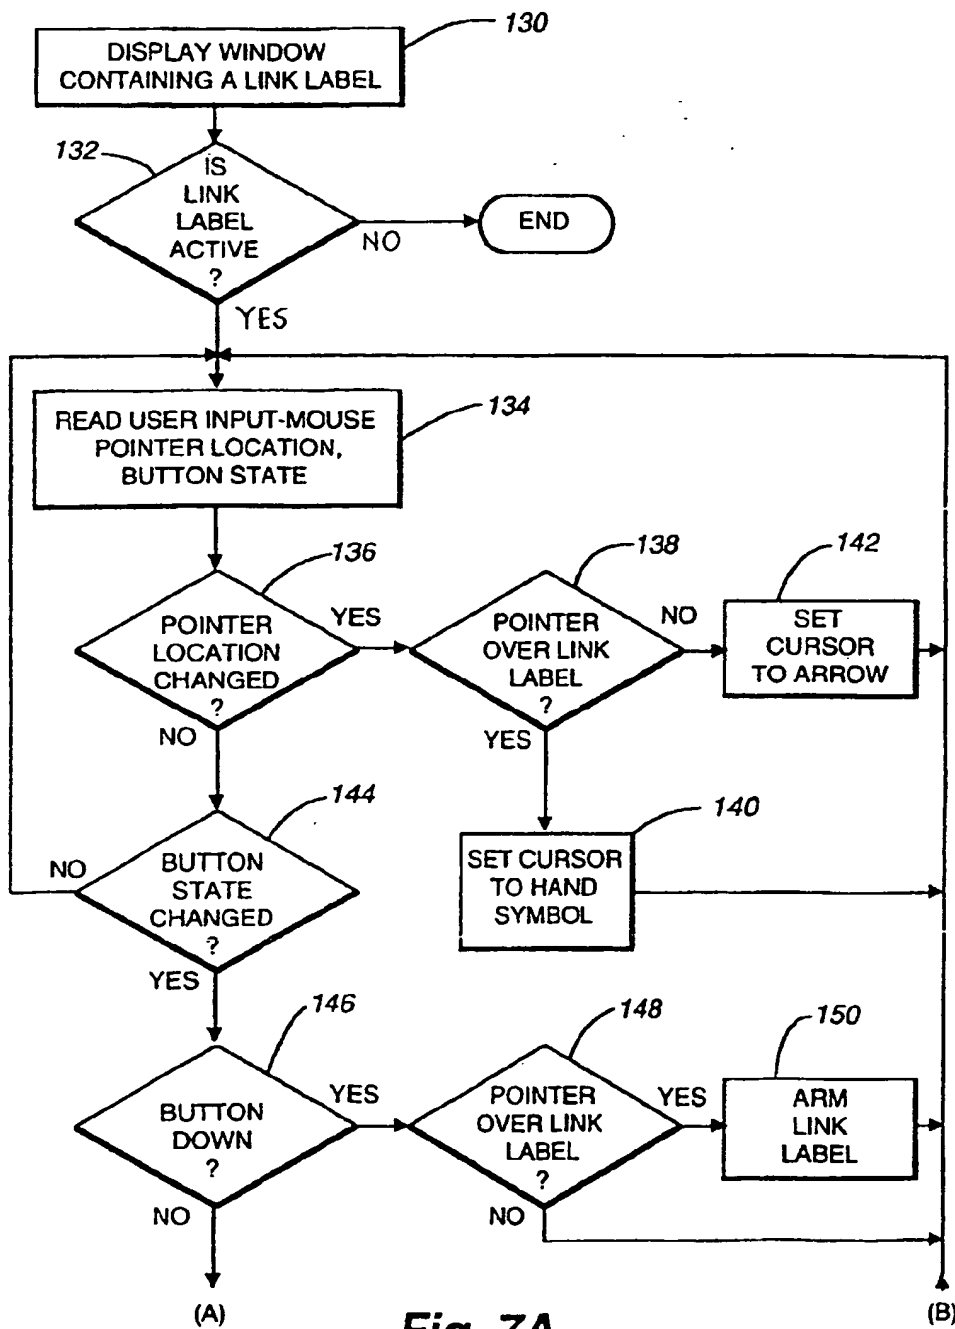 130
DISPLAY WINDOW
CONTAINING A LINK LABEL
132
IS
LINK
LABEL
ACTIVE
?
NO
END
YES
134
READ USER INPUT-MOUSE
POINTER LOCATION,
BUTTON STATE
136
POINTER
LOCATION
CHANGED
?
YES
NO
138
POINTER
OVER LINK
LABEL
?
NO
YES
142
SET
CURSOR
TO ARROW
140
SET CURSOR
TO HAND
SYMBOL
144
BUTTON
STATE
CHANGED
?
NO
YES
146
BUTTON
DOWN
?
YES
NO
148
POINTER
OVER LINK
LABEL
?
YES
NO
150
ARM
LINK
LABEL
(A)
Fig. 7A
(B)